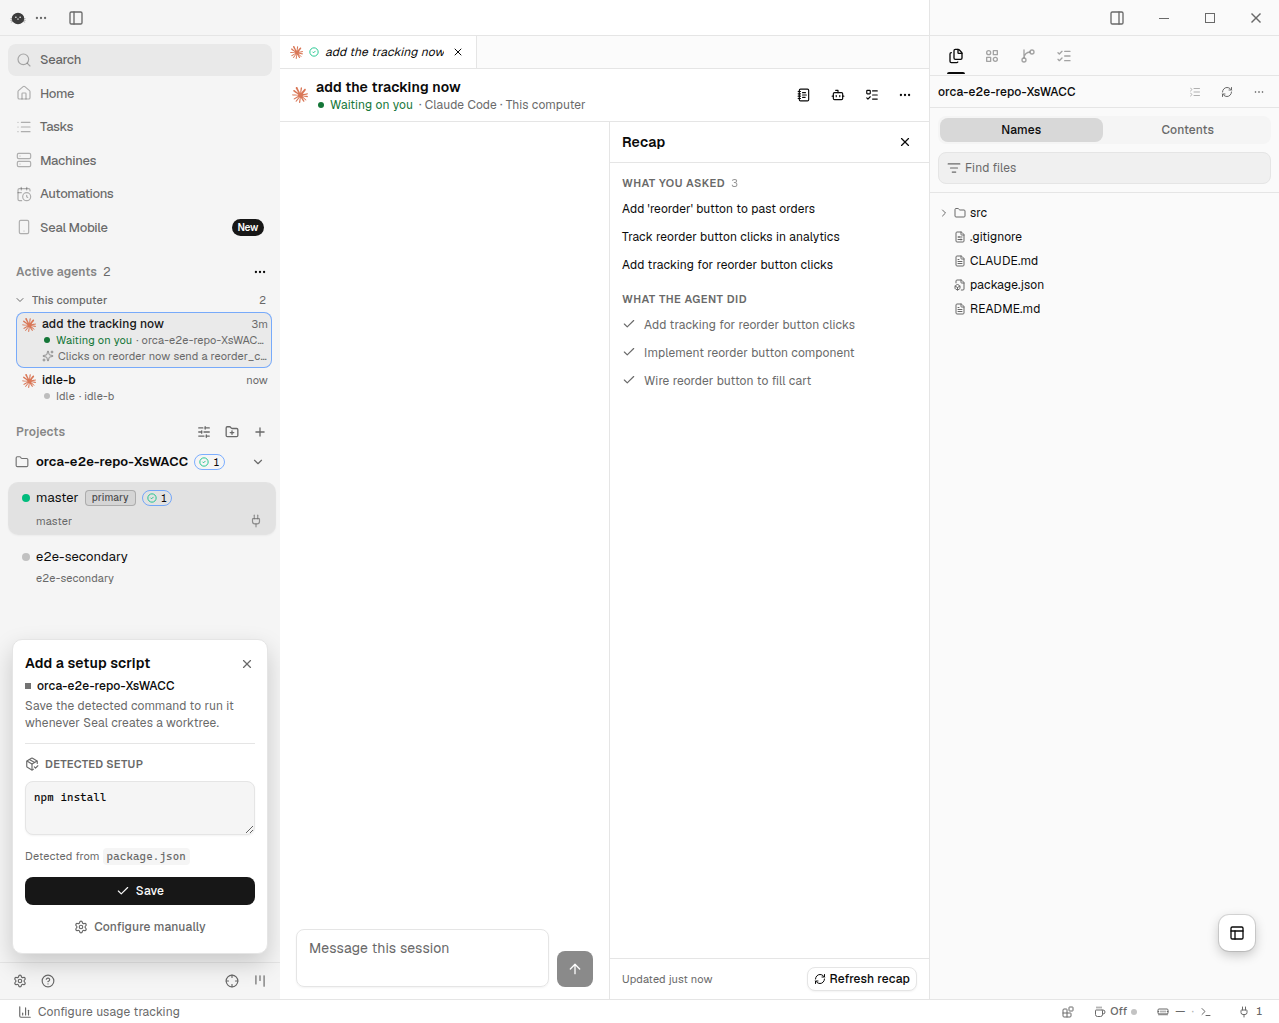 Search
Home
Tasks
Machines
Automations
Seal Mobile
New
Active agents 2
This computer 2
add the tracking now 3m
Waiting on you · orca-e2e-repo-XsWAC...
Clicks on reorder now send a reorder_c...
idle-b now
Idle · idle-b
Projects
orca-e2e-repo-XsWACC 1
master primary 1
master
e2e-secondary
e2e-secondary
Add a setup script
orca-e2e-repo-XsWACC
Save the detected command to run it
whenever Seal creates a worktree.
DETECTED SETUP
npm install
Detected from package.json
Save
Configure manually
add the tracking now
add the tracking now
Waiting on you · Claude Code · This computer
Recap
WHAT YOU ASKED 3
Add 'reorder' button to past orders
Track reorder button clicks in analytics
Add tracking for reorder button clicks
WHAT THE AGENT DID
Add tracking for reorder button clicks
Implement reorder button component
Wire reorder button to fill cart
Message this session
Updated just now
Refresh recap
orca-e2e-repo-XsWACC
Names
Contents
Find files
src
.gitignore
CLAUDE.md
package.json
README.md
Configure usage tracking
Off
— ·
1